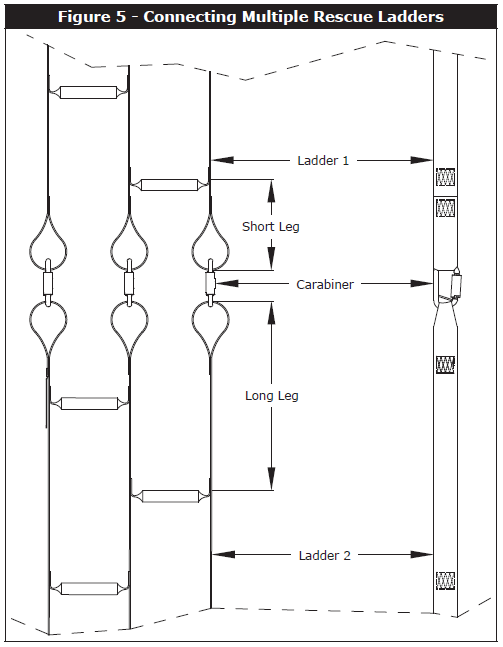 Figure 5 - Connecting Multiple Rescue Ladders
Ladder 1
Short Leg
Carabiner
Long Leg
Ladder 2